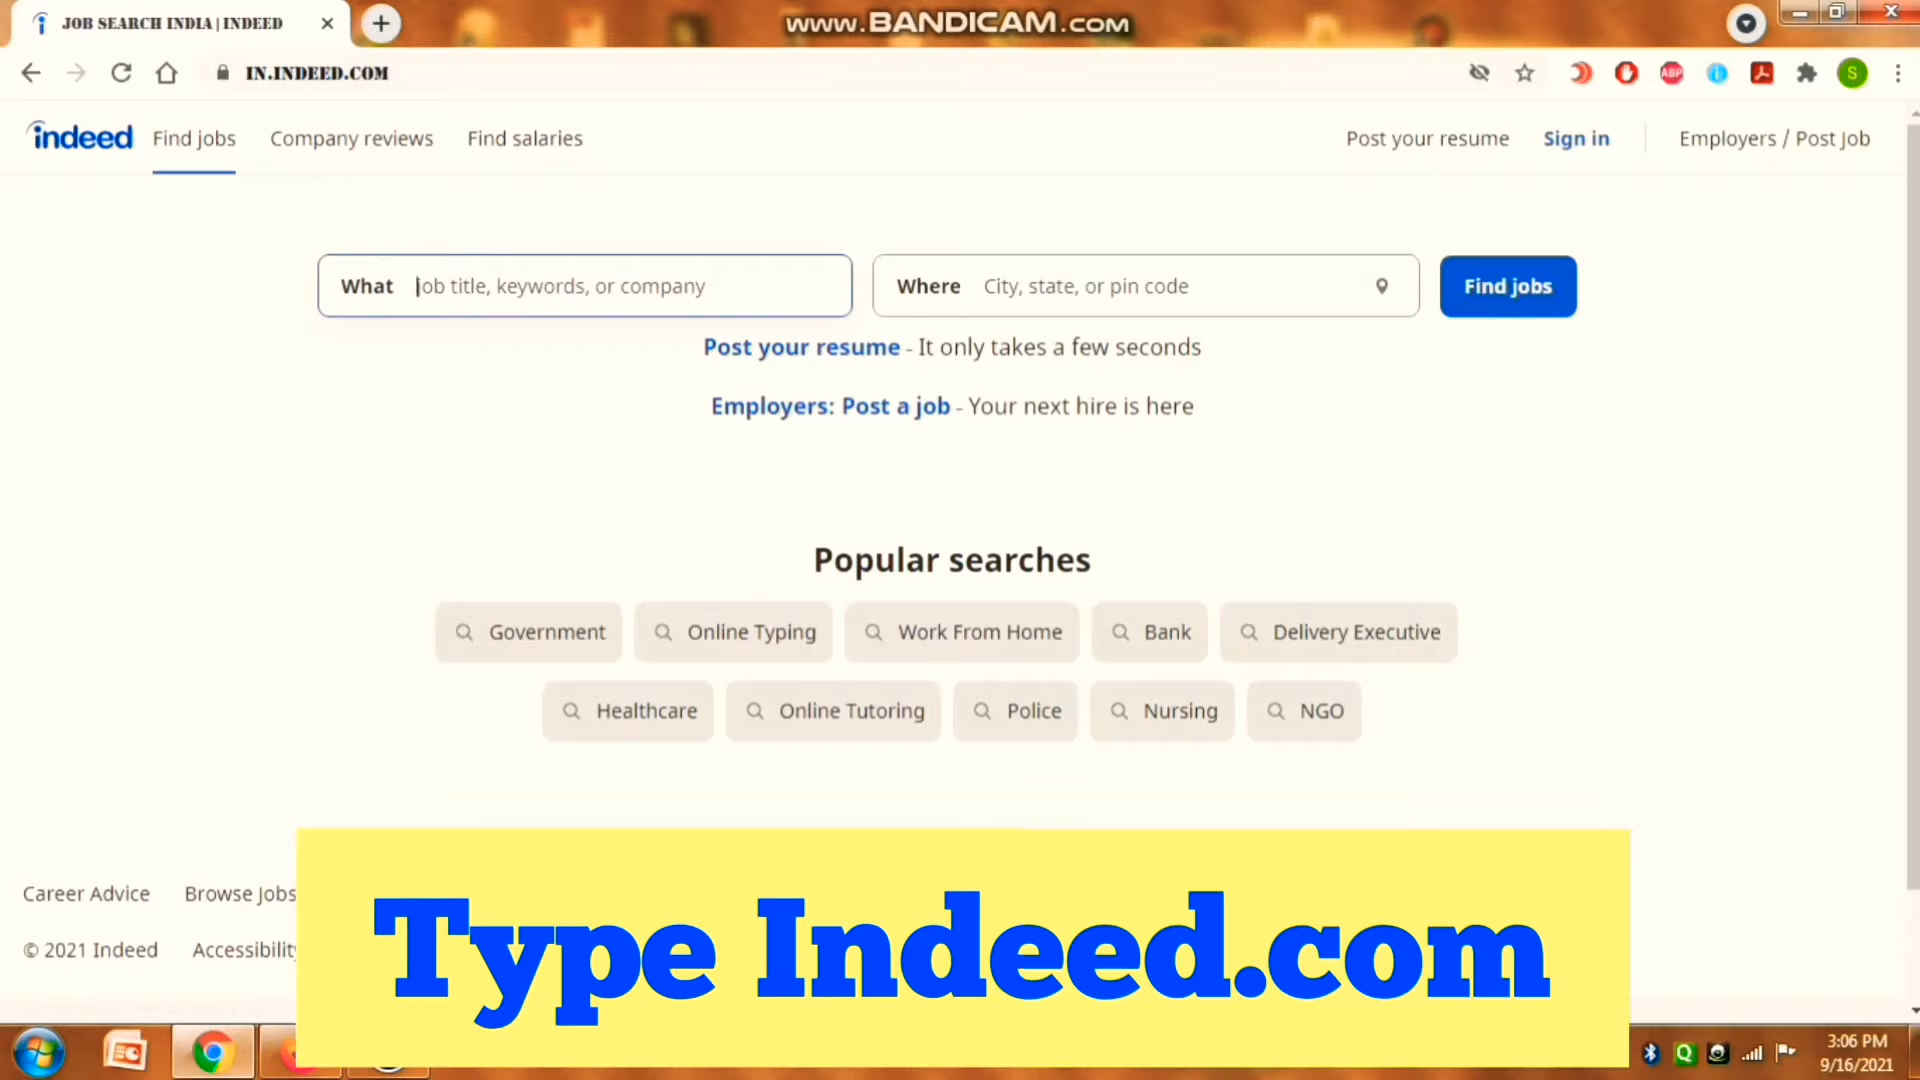 JOB SEARCH INDIA | INDEED
WWW.BANDICAM.COM
IN.INDEED.COM
ABP
S
indeed
Find jobs
Company reviews
Find salaries
Post your resume
Sign in
Employers / Post Job
What
Job title, keywords, or company
Where
City, state, or pin code
Find jobs
Post your resume - It only takes a few seconds
Employers: Post a job - Your next hire is here
Popular searches
Government
Online Typing
Work From Home
Bank
Delivery Executive
Healthcare
Online Tutoring
Police
Nursing
NGO
Career Advice
Browse Jobs
© 2021 Indeed
Accessibility
Type Indeed.com
Q
3:06 PM
9/16/2021